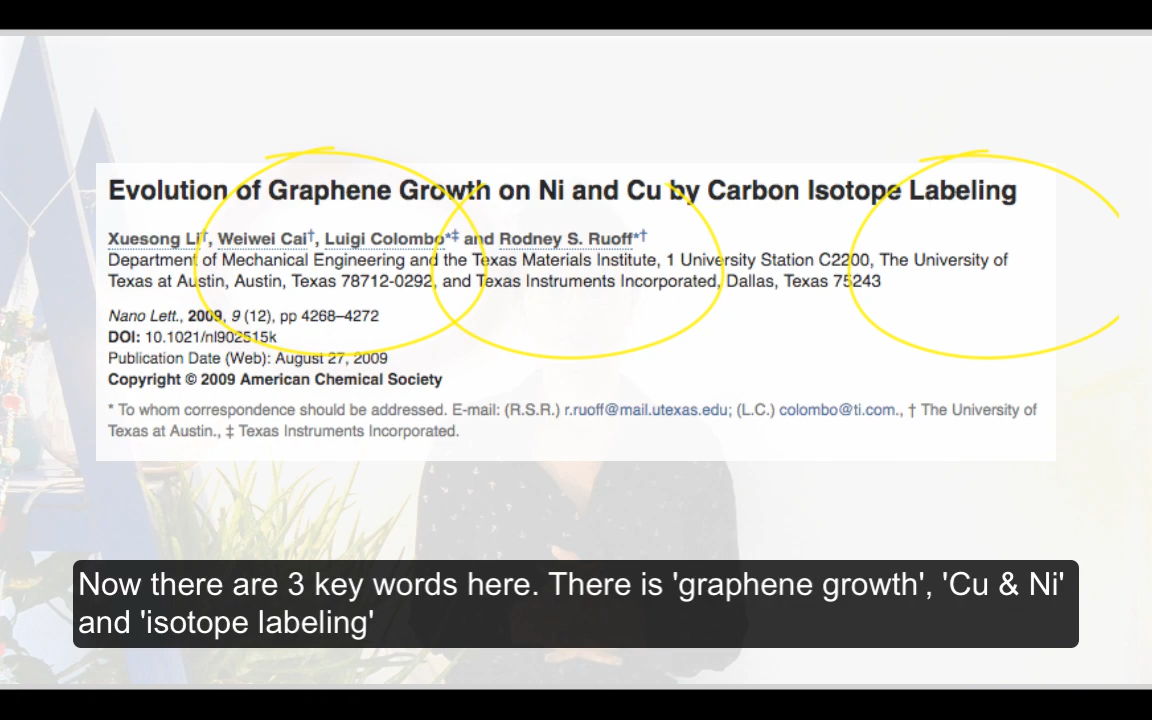 Evolution of Graphene Growth on Ni and Cu by Carbon Isotope Labeling
Xuesong Li†, Weiwei Cai†, Luigi Colombo*‡ and Rodney S. Ruoff*†
Department of Mechanical Engineering and the Texas Materials Institute, 1 University Station C2200, The University of
Texas at Austin, Austin, Texas 78712-0292, and Texas Instruments Incorporated, Dallas, Texas 75243
Nano Lett., 2009, 9 (12), pp 4268–4272
DOI: 10.1021/nl902515k
Publication Date (Web): August 27, 2009
Copyright © 2009 American Chemical Society
* To whom correspondence should be addressed. E-mail: (R.S.R.) r.ruoff@mail.utexas.edu; (L.C.) colombo@ti.com., † The University of
Texas at Austin., ‡ Texas Instruments Incorporated.
Now there are 3 key words here. There is 'graphene growth', 'Cu & Ni'
and 'isotope labeling'